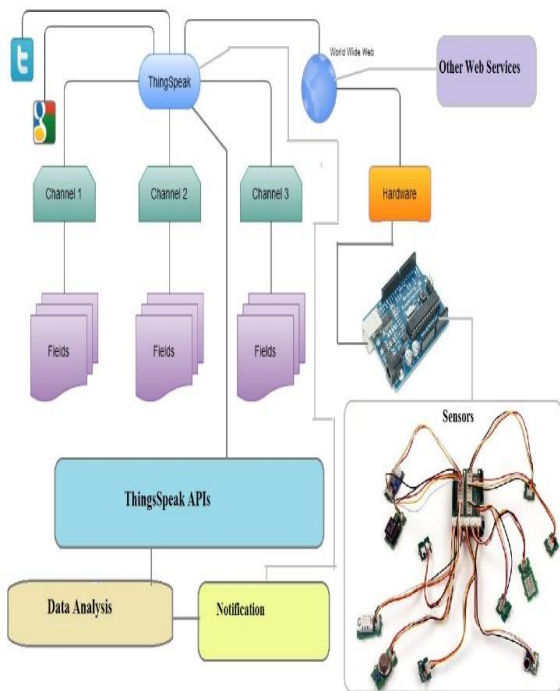 World Wide Web
Other Web Services
ThingSpeak
Channel 1
Channel 2
Channel 3
Hardware
Fields
Fields
Fields
Sensors
ThingsSpeak APIs
Data Analysis
Notification